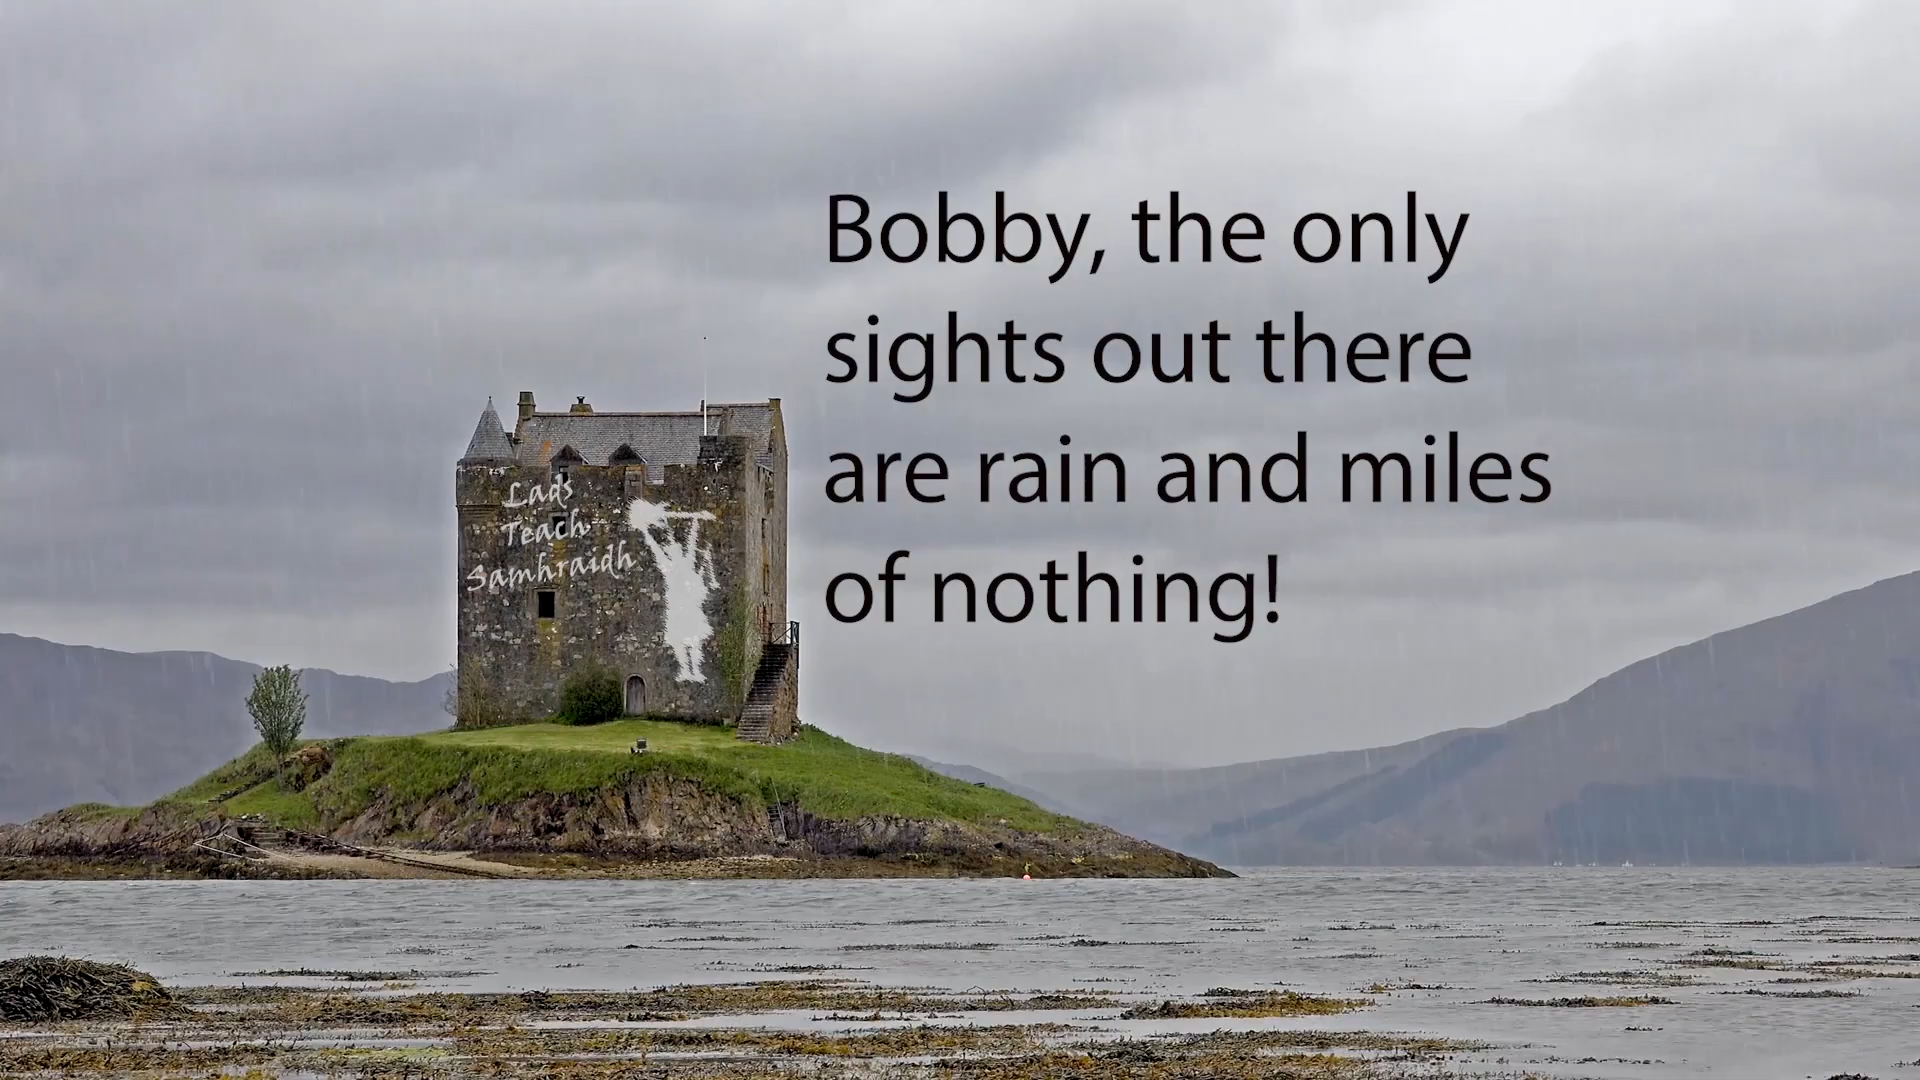 Bobby, the only
sights out there
are rain and miles
of nothing!
Lads
Teach
Samhraidh